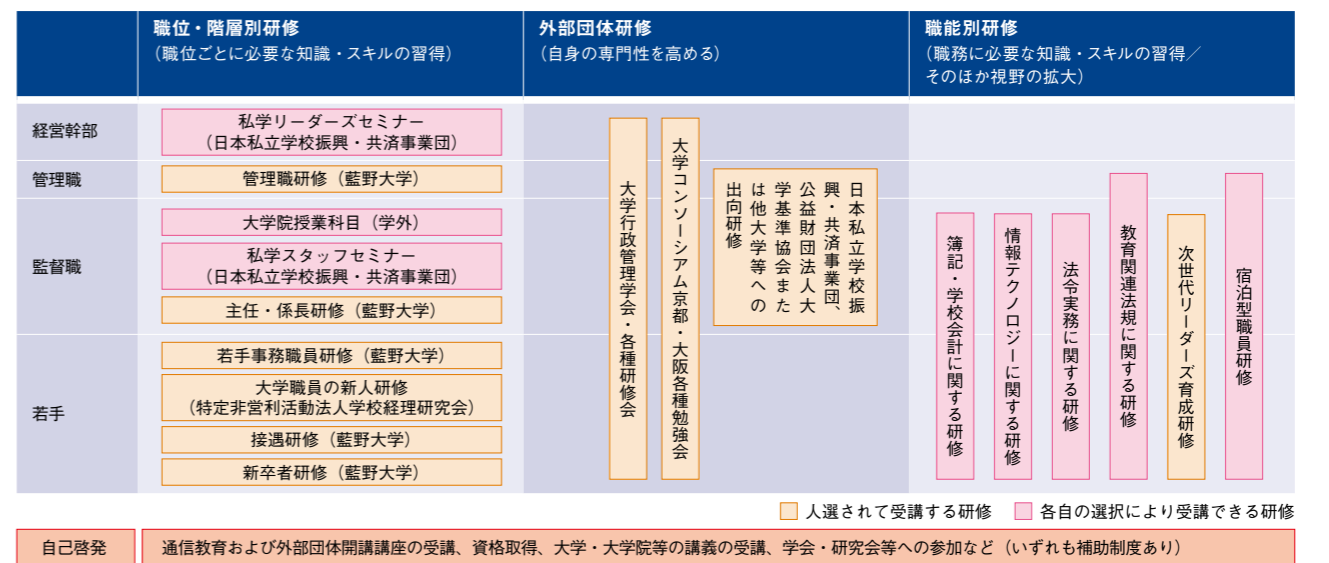 職位・階層別研修
（職位ごとに必要な知識・スキルの習得）
外部団体研修
（自身の専門性を高める）
職能別研修
（職務に必要な知識・スキルの習得／
そのほか視野の拡大）
経営幹部
私学リーダーズセミナー
（日本私立学校振興・共済事業団）
管理職
管理職研修（藍野大学）
監督職
大学院授業科目（学外）
私学スタッフセミナー
（日本私立学校振興・共済事業団）
主任・係長研修（藍野大学）
若手
若手事務職員研修（藍野大学）
大学職員の新人研修
（特定非営利活動法人学校経理研究会）
接遇研修（藍野大学）
新卒者研修（藍野大学）
大学行政管理学会・各種研修会
大学コンソーシアム京都・大阪各種勉強会
日本私立学校振
興・共済事業団、
公益財団法人大
学基準協会また
は他大学等への
出向研修
簿記・学校会計に関する研修
情報テクノロジーに関する研修
法令実務に関する研修
教育関連法規に関する研修
次世代リーダーズ育成研修
宿泊型職員研修
人選されて受講する研修
各自の選択により受講できる研修
自己啓発
通信教育および外部団体開講講座の受講、資格取得、大学・大学院等の講義の受講、学会・研究会等への参加など（いずれも補助制度あり）